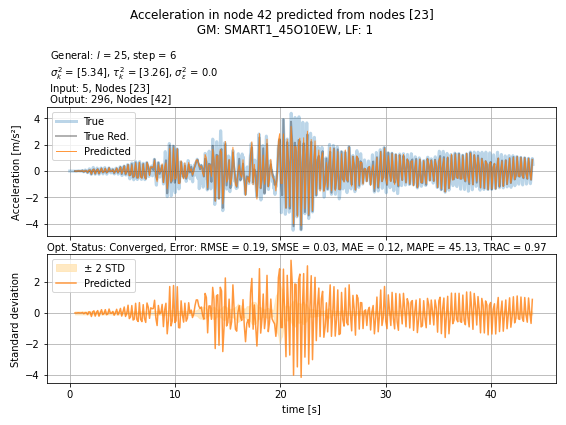 Acceleration in node 42 predicted from nodes [23]
GM: SMART1_45O10EW, LF: 1
General: l = 25, step = 6
σ²ₖ = [5.34], τ²ₖ = [3.26], σ²ε = 0.0
Input: 5, Nodes [23]
Output: 296, Nodes [42]
Acceleration [m/s²]
4
2
0
−2
−4
True
True Red.
Predicted
Opt. Status: Converged, Error: RMSE = 0.19, SMSE = 0.03, MAE = 0.12, MAPE = 45.13, TRAC = 0.97
Standard deviation
2
0
−2
−4
± 2 STD
Predicted
0 10 20 30 40
time [s]